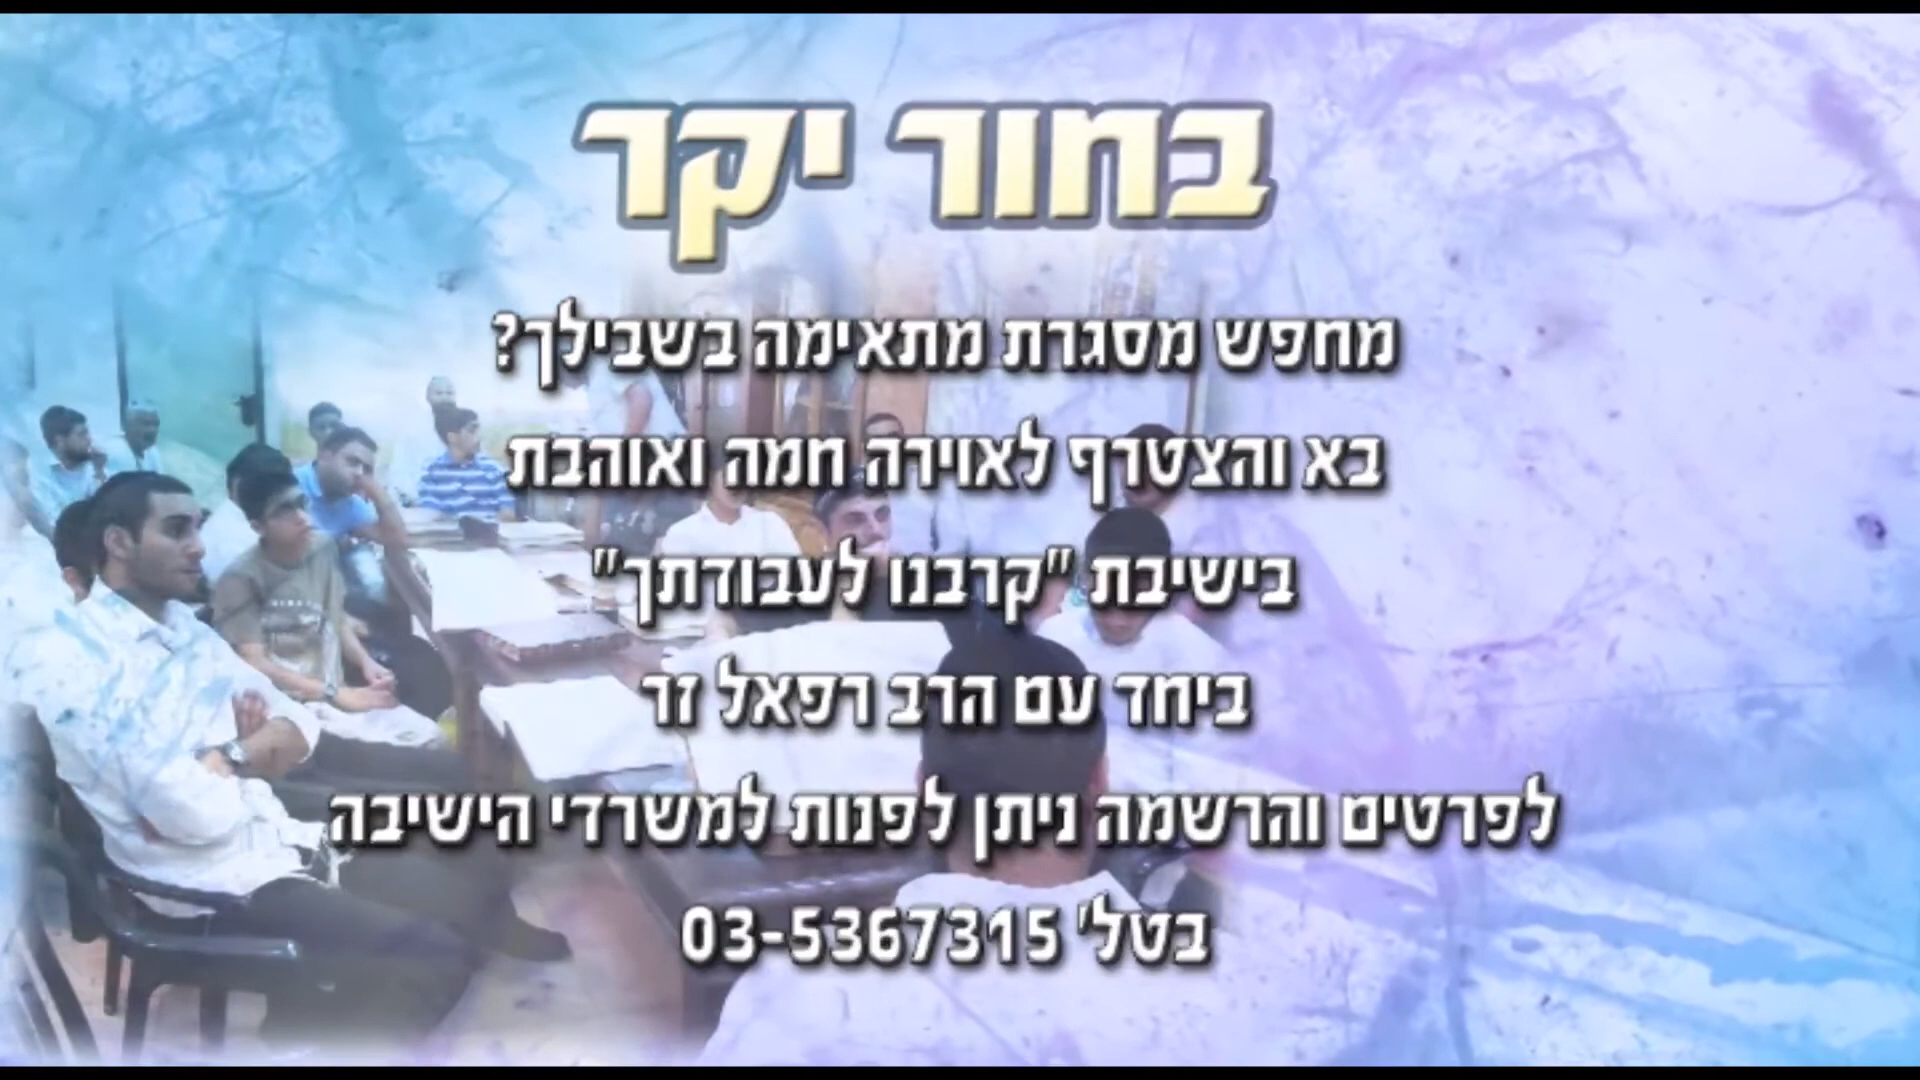 בחור יקר
מחפש מסגרת מתאימה בשבילך?
בא והצטרף לאוירה חמה ואוהבת
בישיבת "קרבנו לעבודתך"
ביחד עם הרב רפאל זר
לפרטים והרשמה ניתן לפנות למשרדי הישיבה
בטל' 03-5367315